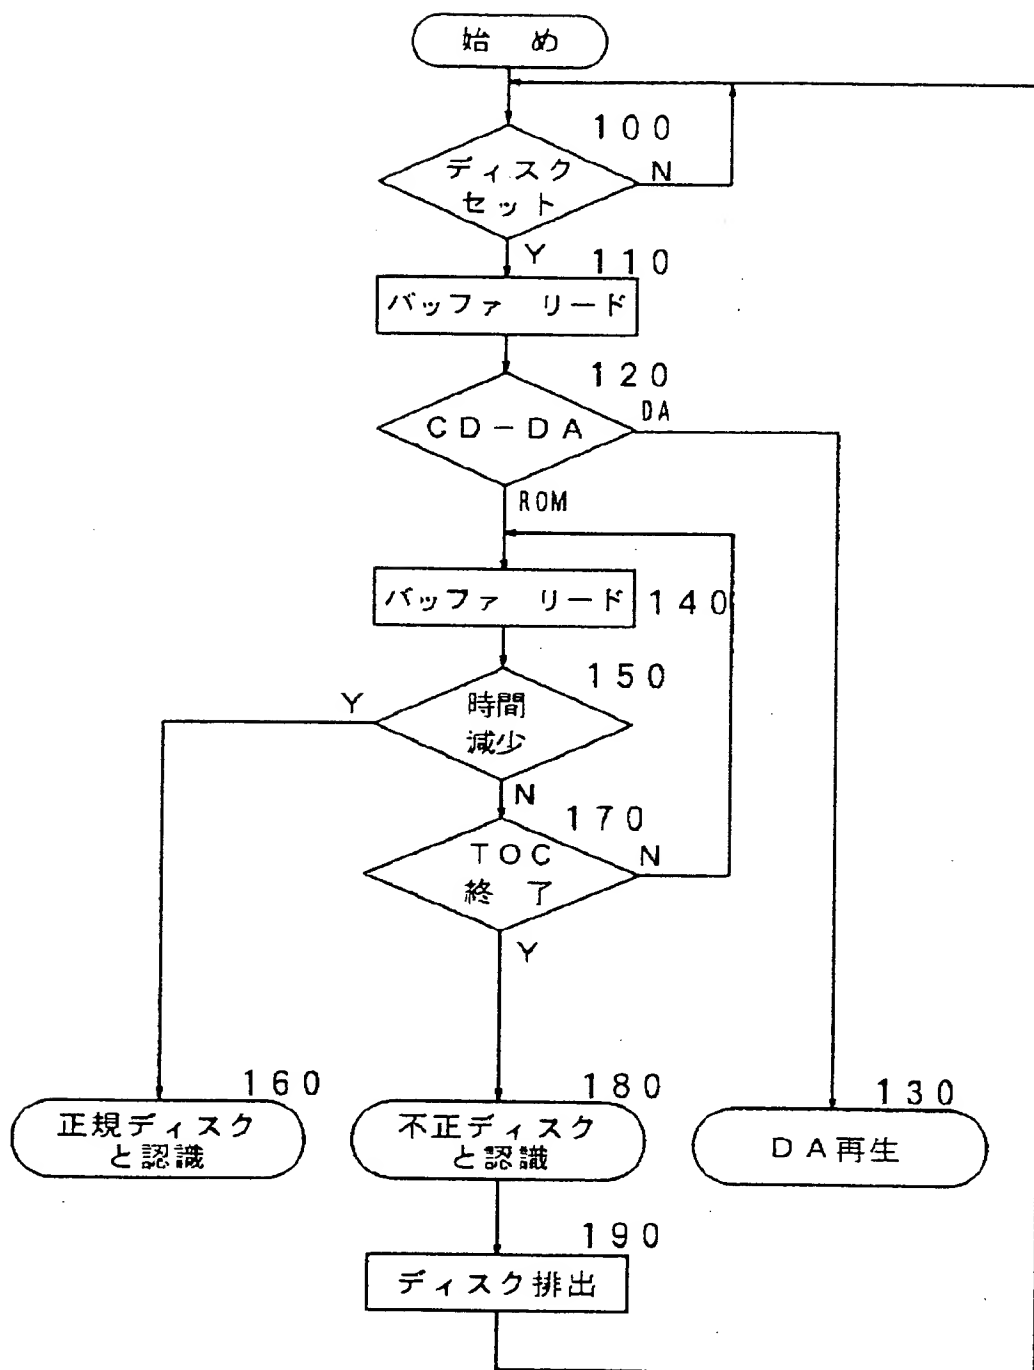 始 め
100
ディスク
セット
N
Y
110
バッファ リード
120
CD-DA
DA
ROM
バッファ リード
140
150
時間
減少
Y
N
170
TOC
終 了
N
Y
160
正規ディスク
と認識
180
不正ディスク
と認識
130
DA再生
190
ディスク排出